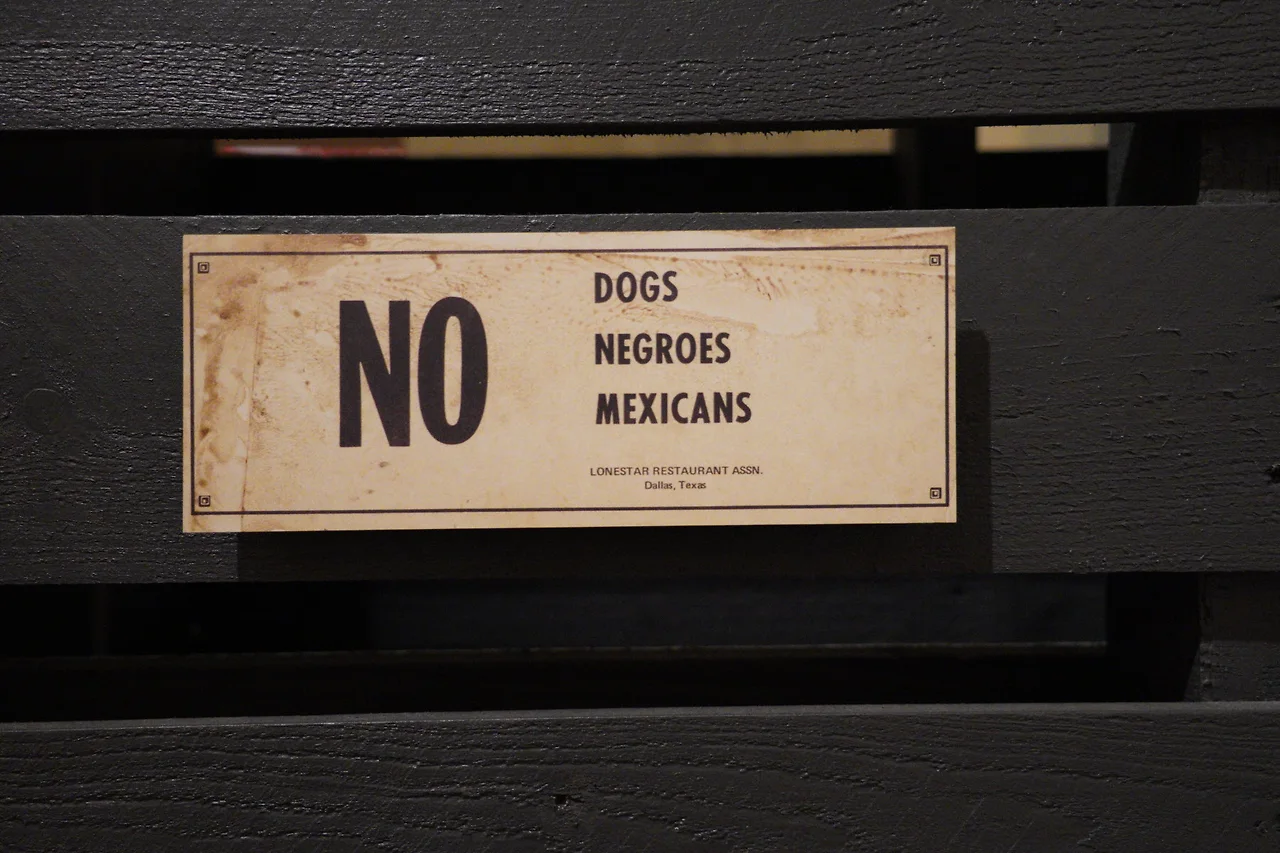 NO
DOGS
NEGROES
MEXICANS
LONESTAR RESTAURANT ASSN.
Dallas, Texas